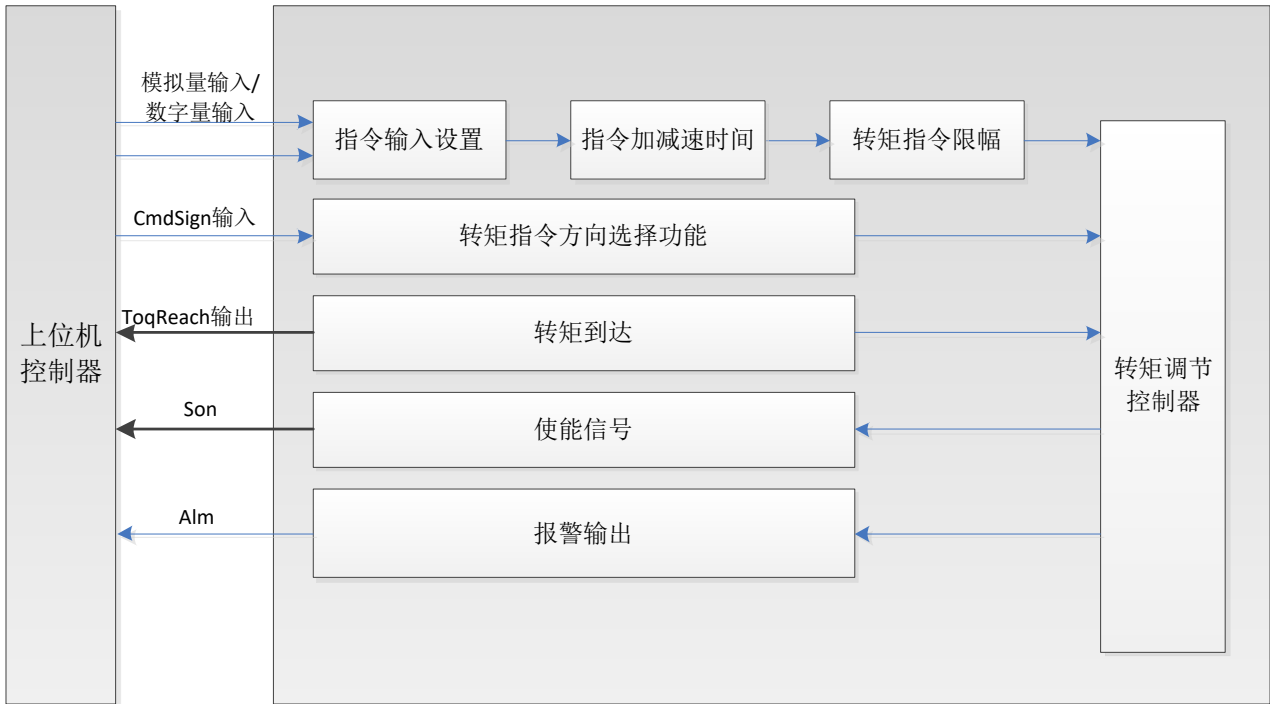 模拟量输入/
数字量输入
指令输入设置
指令加减速时间
转矩指令限幅
CmdSign输入
转矩指令方向选择功能
ToqReach输出
转矩到达
上位机
控制器
转矩调节
控制器
Son
使能信号
Alm
报警输出